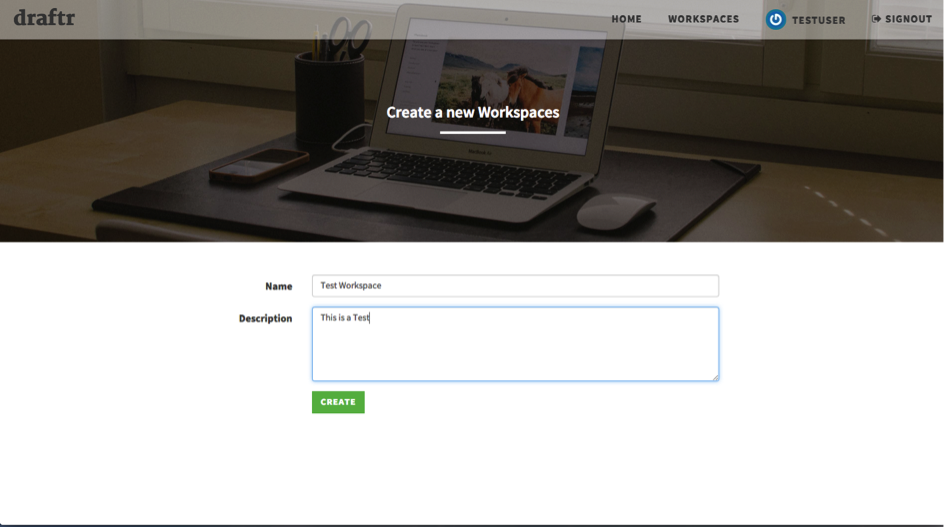 draftr
HOME WORKSPACES TESTUSER SIGNOUT
Create a new Workspaces
Name Test Workspace
Description This is a Test
CREATE